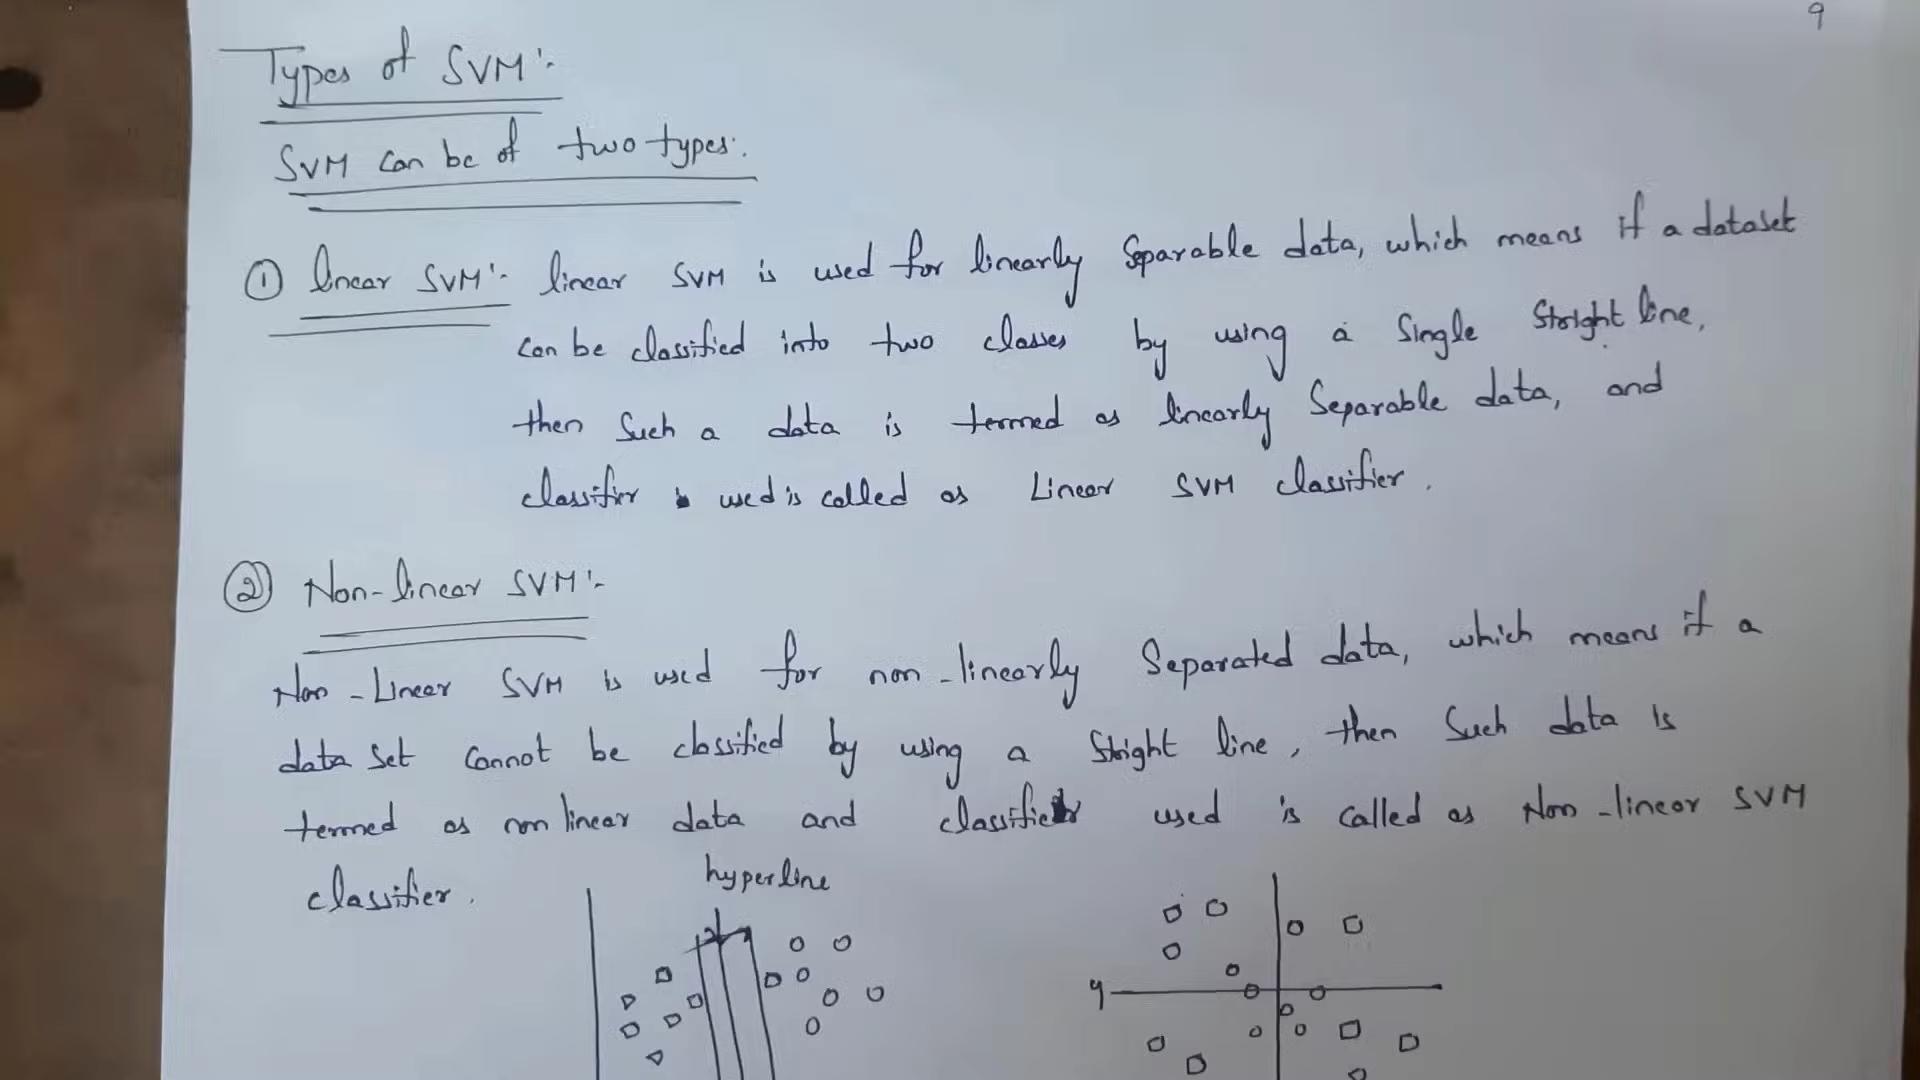 9
Types of SVM :-
SVM can be of two types:
① linear SVM :- linear SVM is used for linearly Separable data, which means if a dataset
can be classified into two classes by using a Single Stright line,
then Such a data is termed as linearly Separable data, and
classifier is used is called as Linear SVM classifier.
② Non-linear SVM :-
Non-Linear SVM is used for non-linearly Separated data, which means if a
data set cannot be classified by using a Stright line, then Such data is
termed as non linear data and classifier used is called as Non-linear SVM
classifier.
hyperline
y